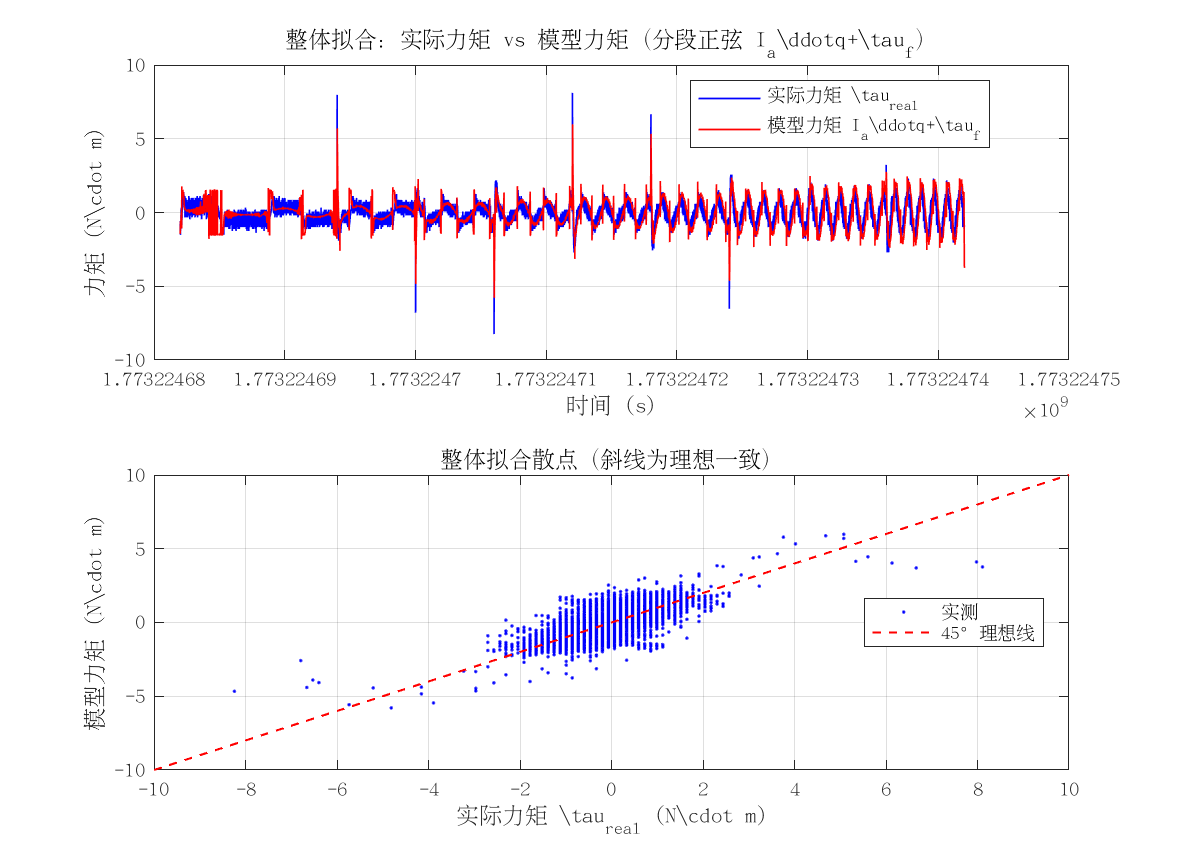 整体拟合: 实际力矩 vs 模型力矩 (分段正弦 I_a\ddotq+\tau_f)
10
5
0
-5
-10
力矩 (N\cdot m)
实际力矩 \tau_real
模型力矩 I_a\ddotq+\tau_f
1.77322468 1.77322469 1.7732247 1.773222471 1.773222472 1.773222473 1.773222474 1.773222475
时间 (s)
×10^9
整体拟合散点 (斜线为理想一致)
10
5
0
-5
-10
模型力矩 (N\cdot m)
实测
45° 理想线
-10 -8 -6 -4 -2 0 2 4 6 8 10
实际力矩 \tau_real (N\cdot m)